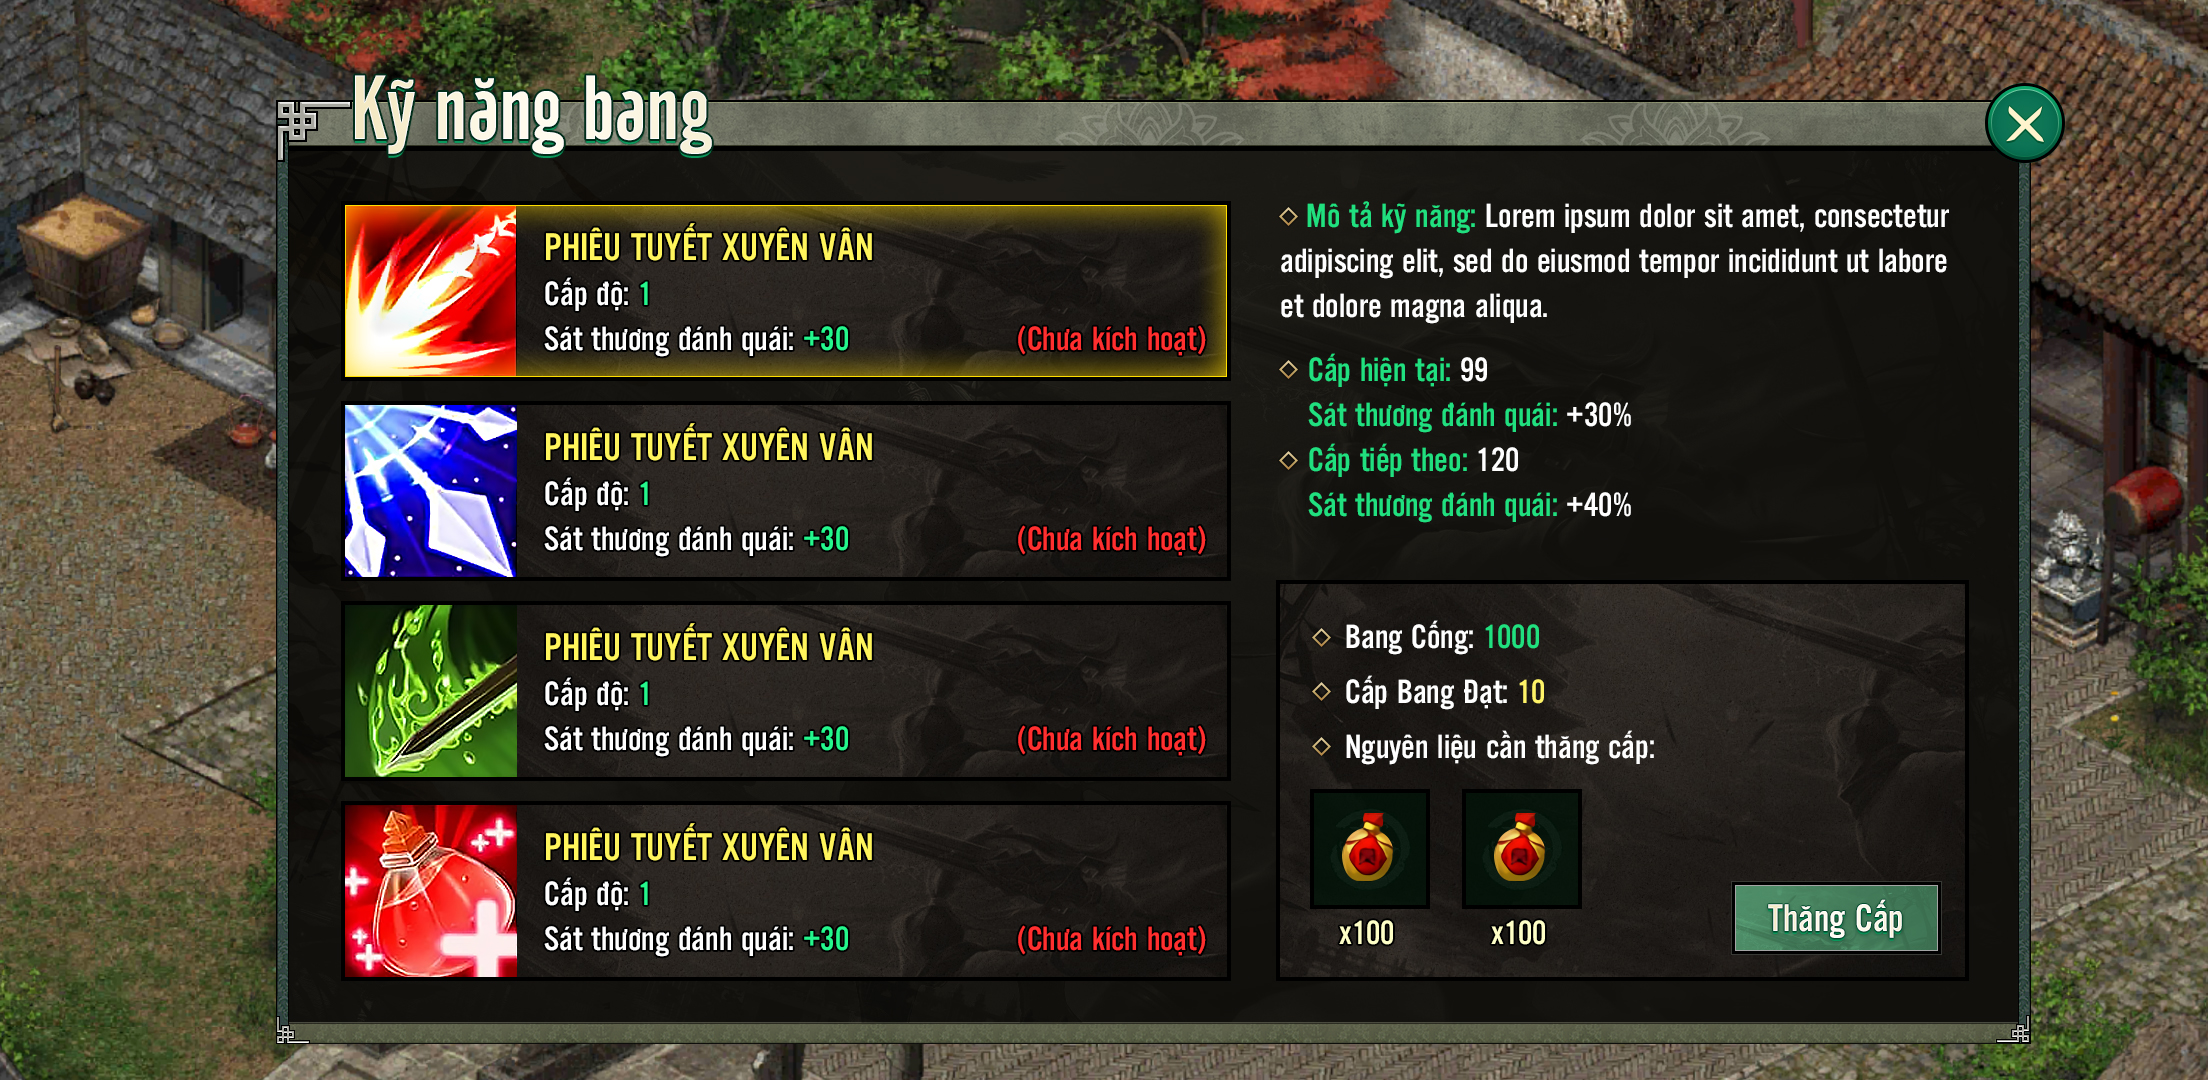 Kỹ năng bang
PHIÊU TUYẾT XUYÊN VÂN
Cấp độ: 1
Sát thương đánh quái: +30 (Chưa kích hoạt)
PHIÊU TUYẾT XUYÊN VÂN
Cấp độ: 1
Sát thương đánh quái: +30 (Chưa kích hoạt)
PHIÊU TUYẾT XUYÊN VÂN
Cấp độ: 1
Sát thương đánh quái: +30 (Chưa kích hoạt)
PHIÊU TUYẾT XUYÊN VÂN
Cấp độ: 1
Sát thương đánh quái: +30 (Chưa kích hoạt)
Mô tả kỹ năng: Lorem ipsum dolor sit amet, consectetur
adipiscing elit, sed do eiusmod tempor incididunt ut labore
et dolore magna aliqua.
Cấp hiện tại: 99
Sát thương đánh quái: +30%
Cấp tiếp theo: 120
Sát thương đánh quái: +40%
Bang Cống: 1000
Cấp Bang Đạt: 10
Nguyên liệu cần thăng cấp:
x100 x100
Thăng Cấp